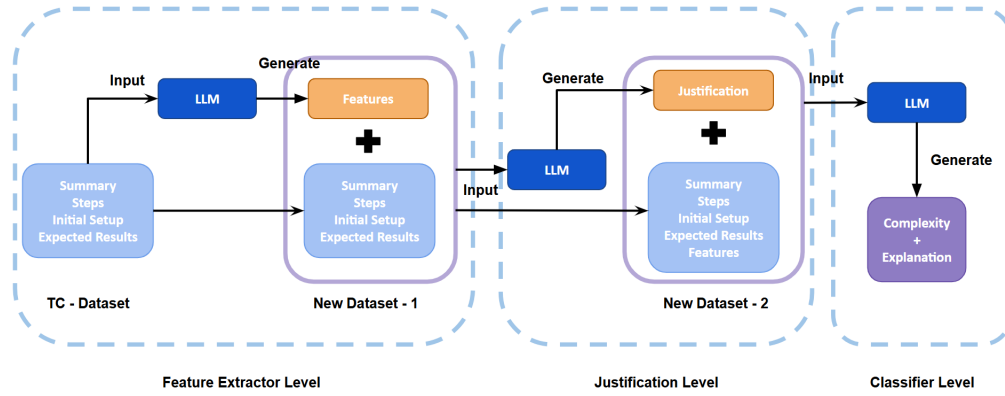 Input
LLM
Generate
Features
Summary
Steps
Initial Setup
Expected Results
TC - Dataset
Summary
Steps
Initial Setup
Expected Results
New Dataset - 1
Feature Extractor Level
Input
LLM
Generate
Justification
Summary
Steps
Initial Setup
Expected Results
Features
New Dataset - 2
Justification Level
Input
LLM
Generate
Complexity
+
Explanation
Classifier Level